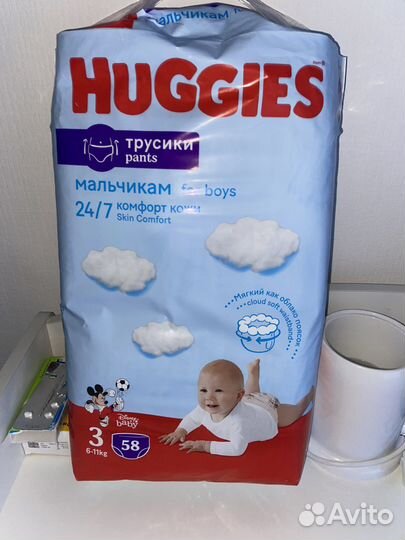 мальчикам
HUGGIES
трусики
pants
мальчикам for boys
24/7 комфорт кожи
Skin Comfort
Мягкий как облако поясок
cloud soft waistband
Disney
baby
3
58
6-11kg
Avito